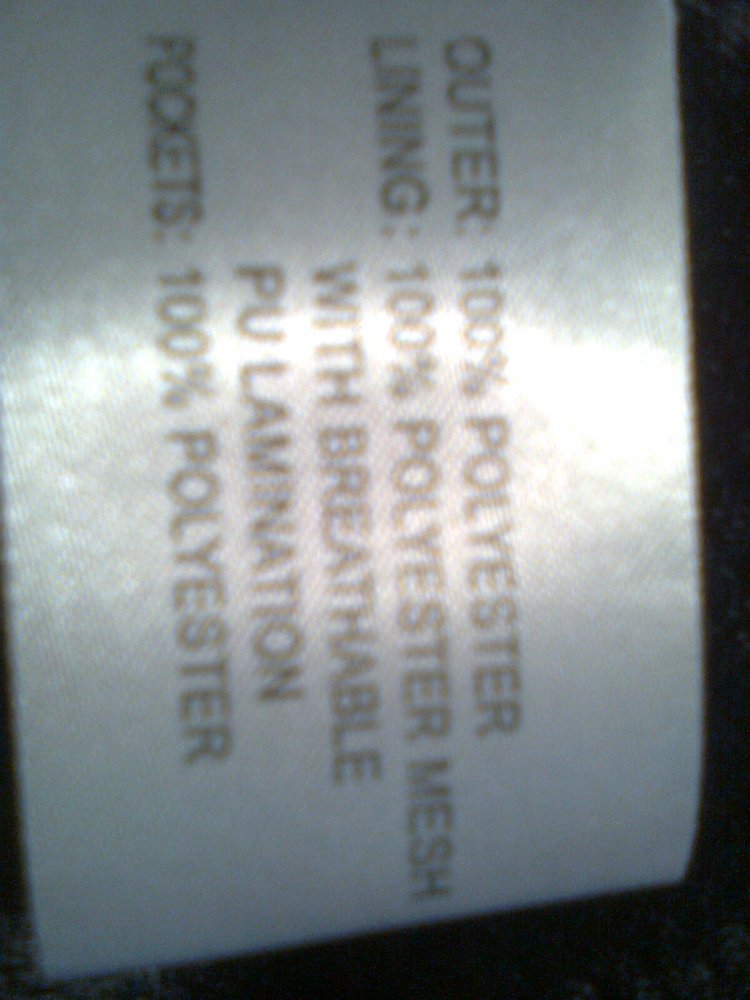 OUTER: 100% POLYESTER
LINING: 100% POLYESTER MESH
WITH BREATHABLE
PU LAMINATION
POCKETS: 100% POLYESTER